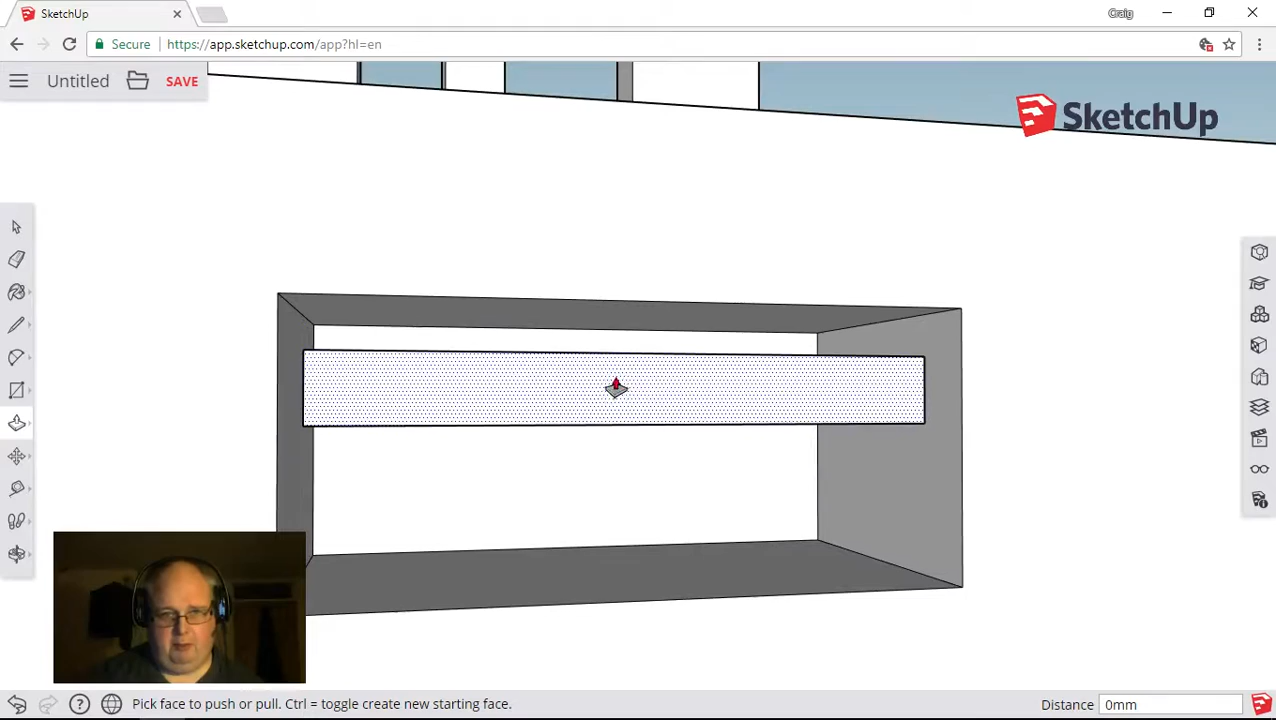 SketchUp
Craig
Secure
https://app.sketchup.com/app?hl=en
Untitled
SAVE
SketchUp
Pick face to push or pull. Ctrl = toggle create new starting face.
Distance
0mm